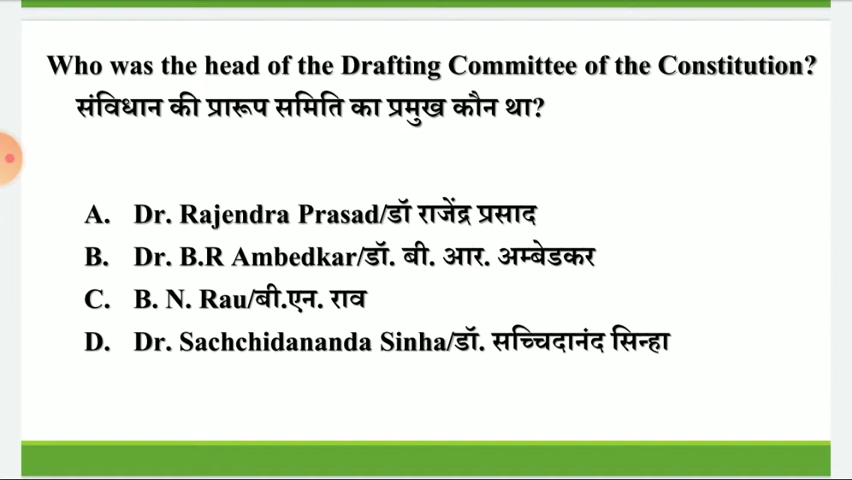 Who was the head of the Drafting Committee of the Constitution?
संविधान की प्रारूप समिति का प्रमुख कौन था?
A. Dr. Rajendra Prasad/डॉ राजेंद्र प्रसाद
B. Dr. B.R Ambedkar/डॉ. बी. आर. अम्बेडकर
C. B. N. Rau/बी.एन. राव
D. Dr. Sachchidananda Sinha/डॉ. सच्चिदानंद सिन्हा